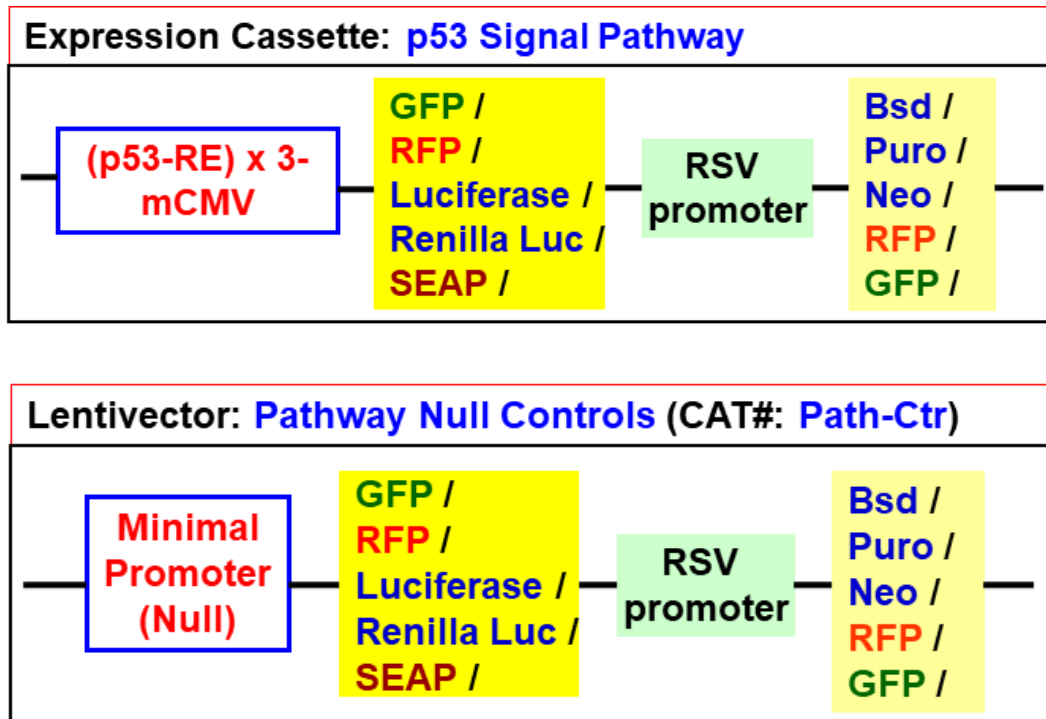 Expression Cassette: p53 Signal Pathway
(p53-RE) x 3-
mCMV
GFP /
RFP /
Luciferase /
Renilla Luc /
SEAP /
RSV
promoter
Bsd /
Puro /
Neo /
RFP /
GFP /
Lentivector: Pathway Null Controls (CAT#: Path-Ctr)
Minimal
Promoter
(Null)
GFP /
RFP /
Luciferase /
Renilla Luc /
SEAP /
RSV
promoter
Bsd /
Puro /
Neo /
RFP /
GFP /